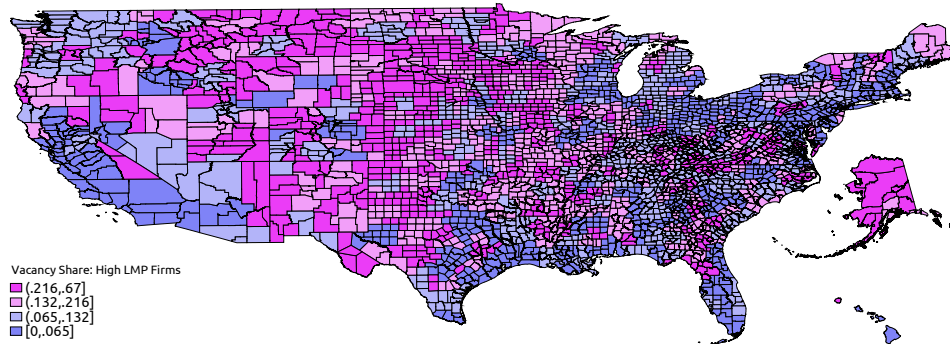 Vacancy Share: High LMP Firms
(.216,.67]
(.132,.216]
(.065,.132]
[0,.065]